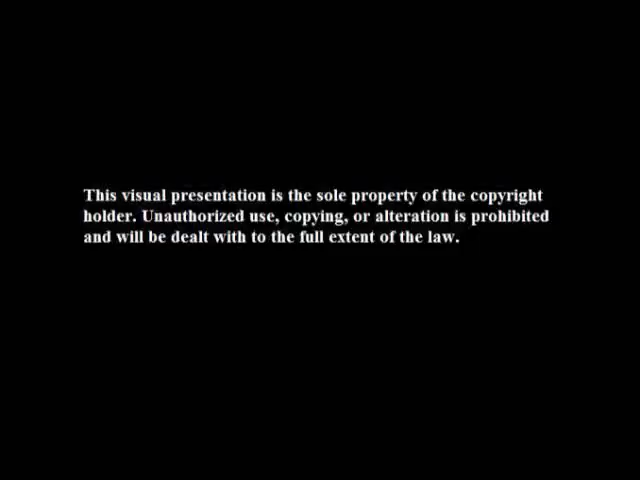 This visual presentation is the sole property of the copyright
holder. Unauthorized use, copying, or alteration is prohibited
and will be dealt with to the full extent of the law.